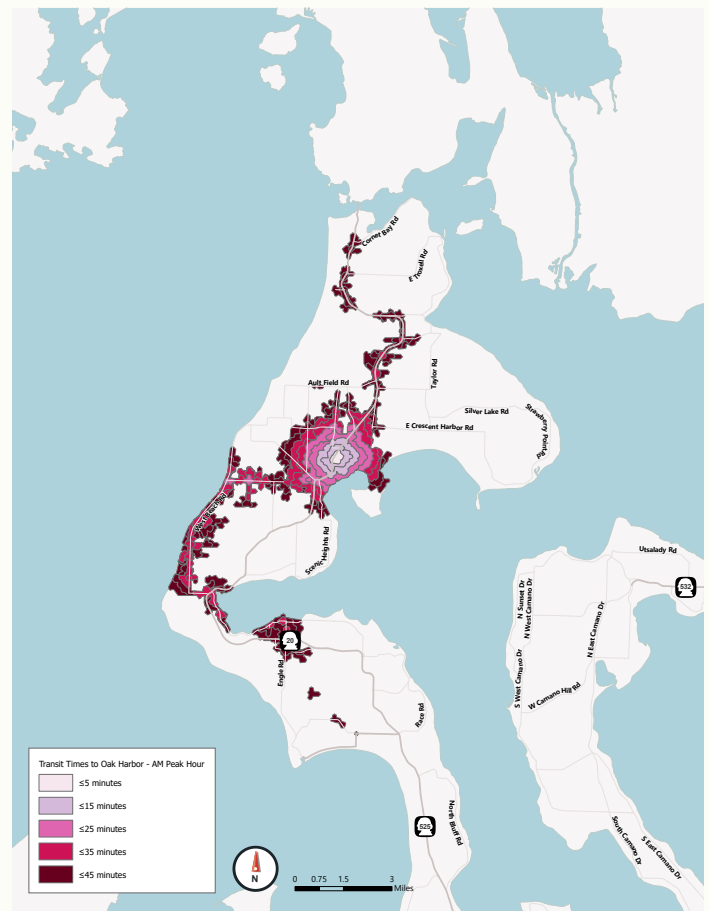 Cornet Bay Rd
E Troxell Rd
Ault Field Rd
Taylor Rd
Silver Lake Rd
Strawberry Point Rd
E Crescent Harbor Rd
Scenic Heights Rd
Utsalady Rd
532
N Sunset Dr
N West Camano Dr
N East Camano Dr
20
Engle Rd
S West Camano Dr
W Camano Hill Rd
Race Rd
525
North Bluff Rd
South Camano Dr
S East Camano Dr
Transit Times to Oak Harbor - AM Peak Hour
≤5 minutes
≤15 minutes
≤25 minutes
≤35 minutes
≤45 minutes
N
0 0.75 1.5 3
Miles